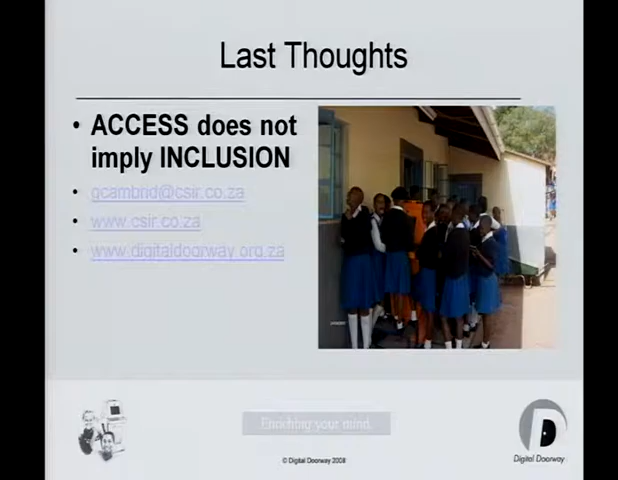 Last Thoughts
• ACCESS does not
imply INCLUSION
• gcambrid@csir.co.za
• www.csir.co.za
• www.digitaldoorway.org.za
Enriching your mind.
© Digital Doorway 2008
Digital Doorway